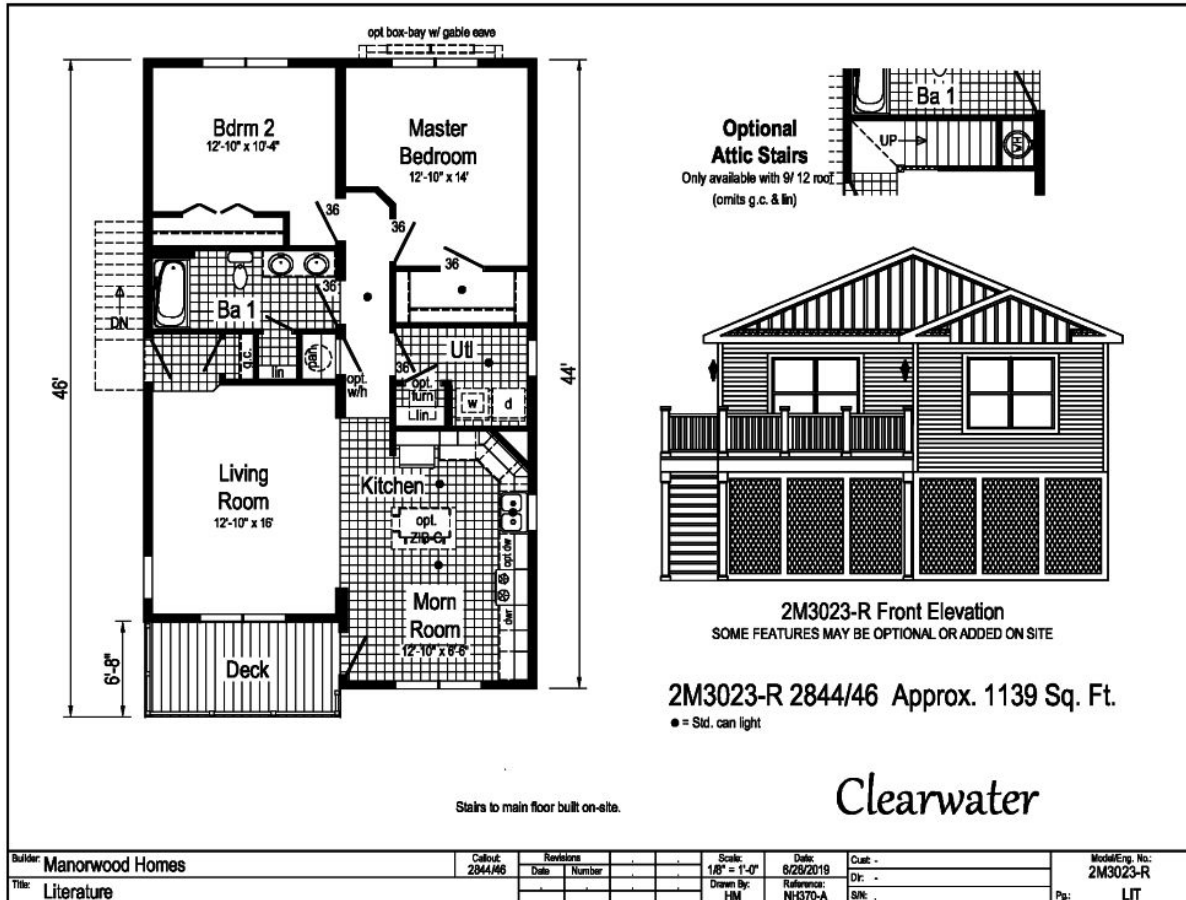 opt box-bay w/ gable eave
46'
44'
Bdrm 2
12'-10" x 10'-4"
Master
Bedroom
12'-10" x 14'
36
36
36
36
Ba 1
DN
g.c.
lin
pan
opt.
w/h
36
Utl
opt.
furn
lin
w
d
Living
Room
12'-10" x 16'
Kitchen
opt.
opt dw
Morn
Room
12'-10" x 6'-6"
dwr
6'-8"
Deck
Optional
Attic Stairs
Only available with 9/ 12 roof
(omits g.c. & lin)
Ba 1
UP
2M3023-R Front Elevation
SOME FEATURES MAY BE OPTIONAL OR ADDED ON SITE
2M3023-R 2844/46 Approx. 1139 Sq. Ft.
● = Std. can light
Stairs to main floor built on-site.
Clearwater
Builder: Manorwood Homes
Title: Literature
Callout:
2844/46
Revisions
Date Number
Scale:
1/8" = 1'-0"
Drawn By:
HM
Date:
6/26/2019
Reference:
NH370-A
Cust: -
Dir: -
S/N: .
Model/Eng. No.:
2M3023-R
Pg.: LIT